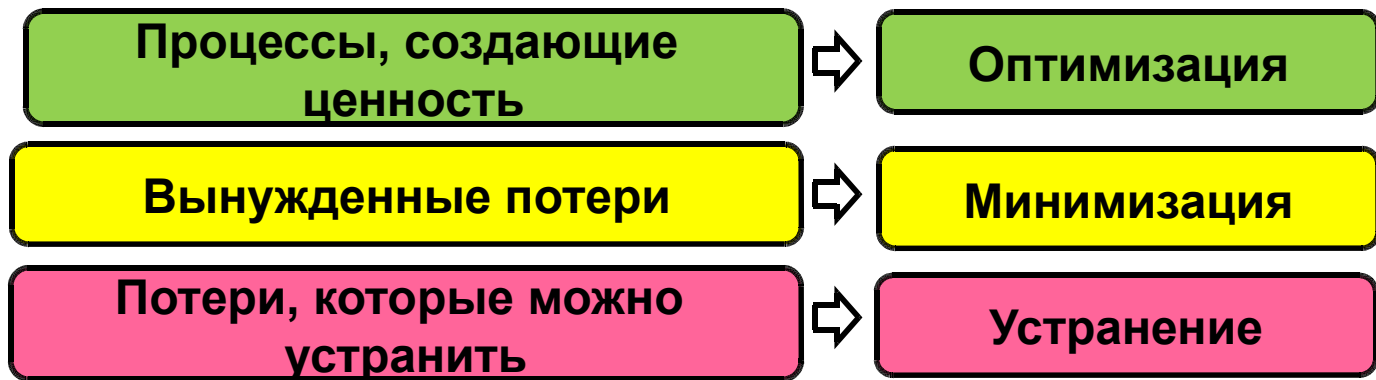 Процессы, создающие
ценность
Оптимизация
Вынужденные потери
Минимизация
Потери, которые можно
устранить
Устранение